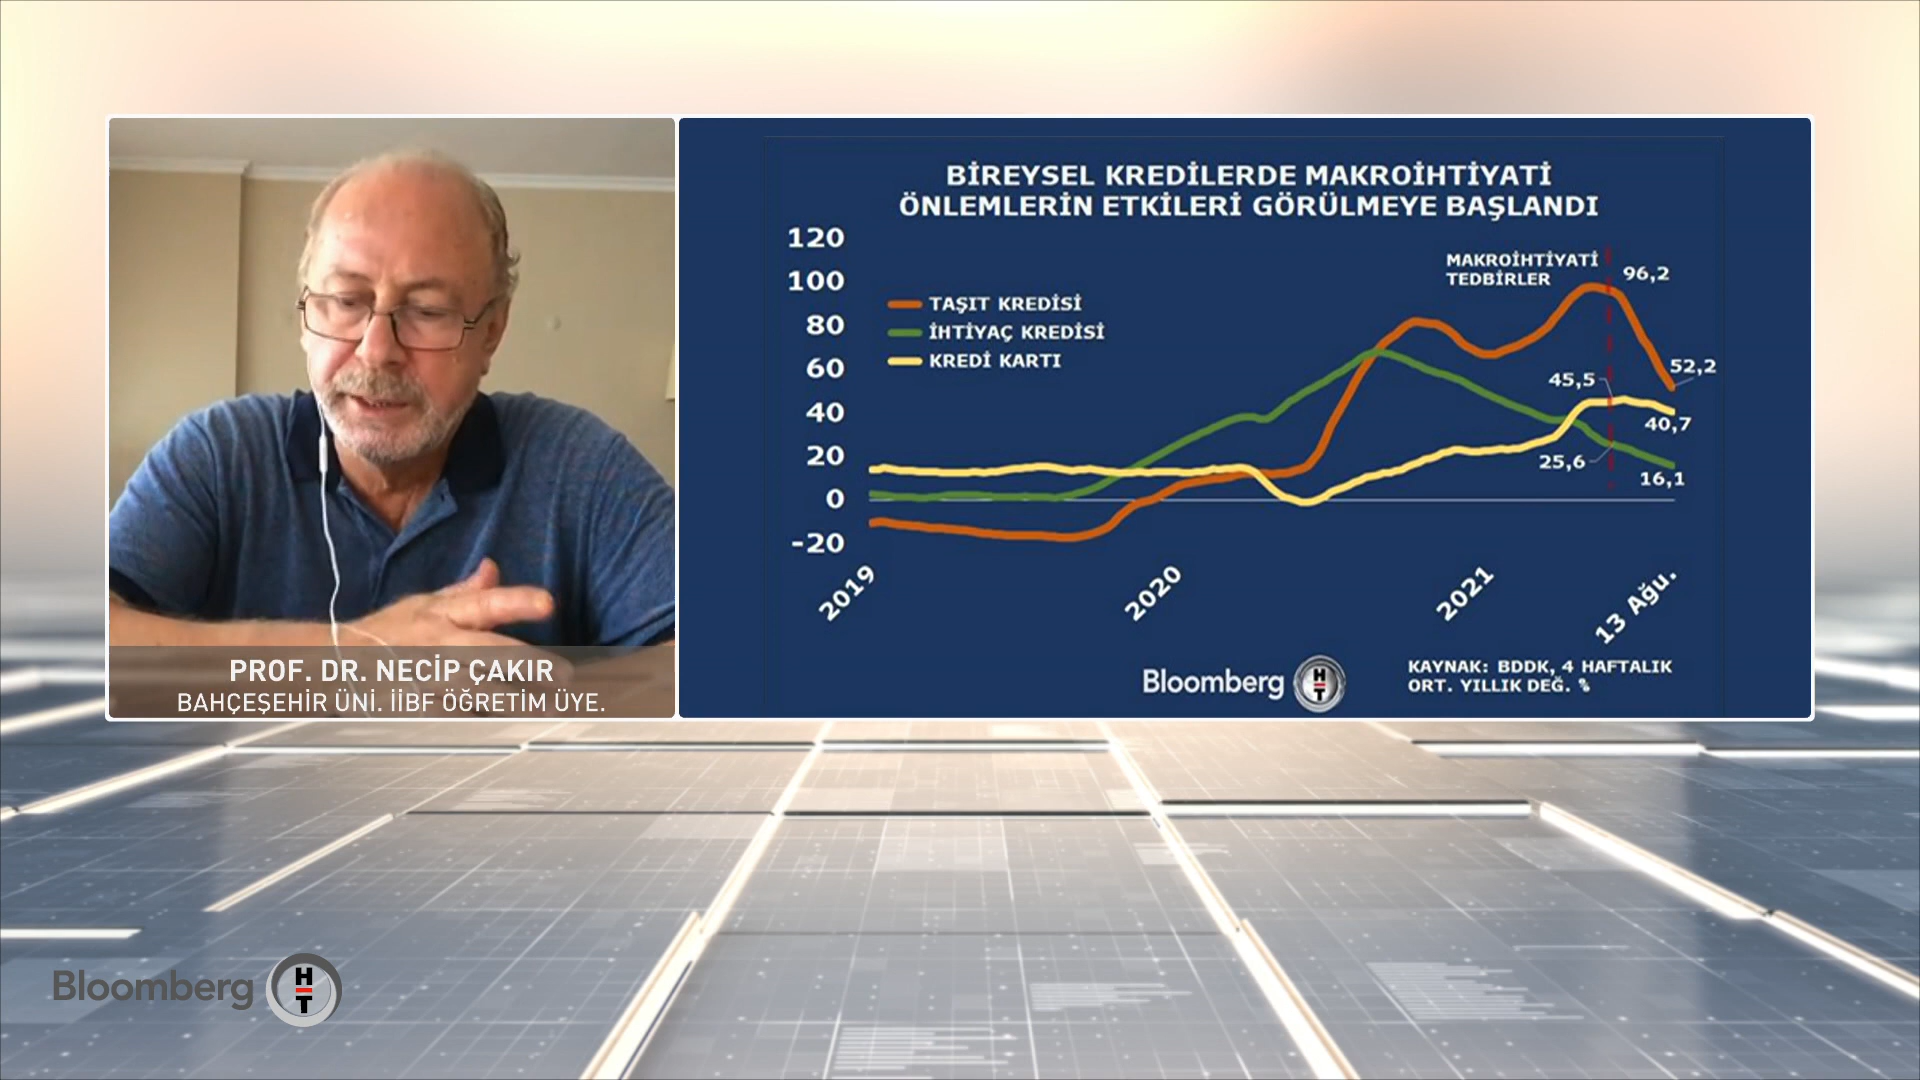 BİREYSEL KREDİLERDE MAKROİHTİYATİ
ÖNLEMLERİN ETKİLERİ GÖRÜLMEYE BAŞLANDI
120
100
80
60
40
20
0
-20
TAŞIT KREDİSİ
İHTİYAÇ KREDİSİ
KREDİ KARTI
MAKROİHTİYATİ
TEDBİRLER
96,2
52,2
45,5
40,7
25,6
16,1
2019
2020
2021
13 Ağu.
Bloomberg HT
KAYNAK: BDDK, 4 HAFTALIK
ORT. YILLIK DEĞ. %
PROF. DR. NECİP ÇAKIR
BAHÇEŞEHİR ÜNİ. İİBF ÖĞRETİM ÜYE.
Bloomberg HT